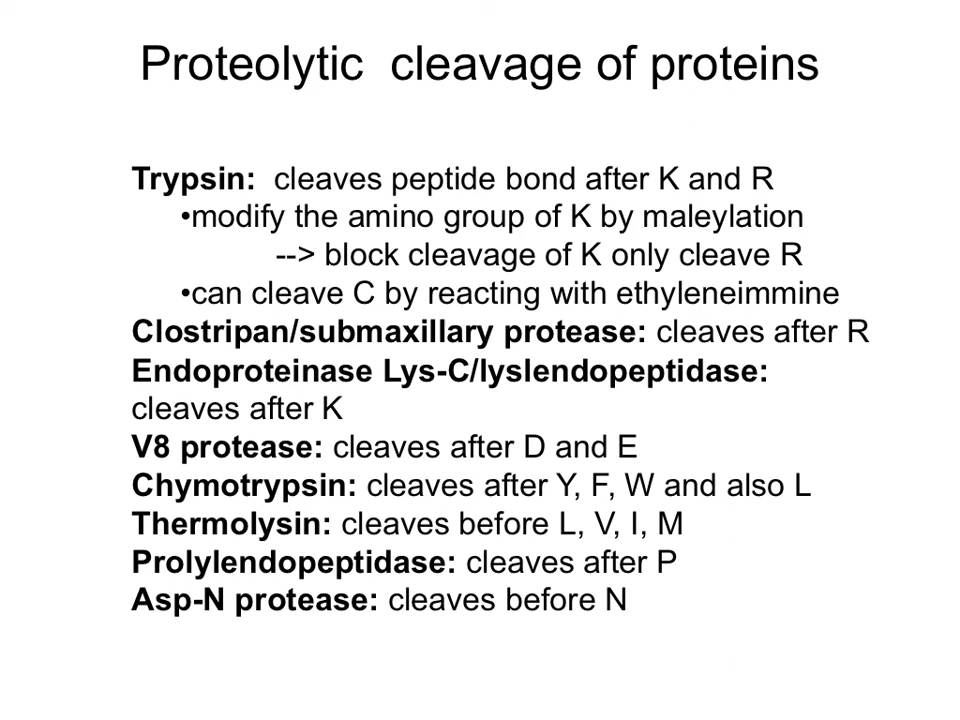 Proteolytic  cleavage of proteins
Trypsin:  cleaves peptide bond after K and R
•modify the amino group of K by maleylation
--> block cleavage of K only cleave R
•can cleave C by reacting with ethyleneimmine
Clostripan/submaxillary protease: cleaves after R
Endoproteinase Lys-C/lyslendopeptidase:
cleaves after K
V8 protease: cleaves after D and E
Chymotrypsin: cleaves after Y, F, W and also L
Thermolysin: cleaves before L, V, I, M
Prolylendopeptidase: cleaves after P
Asp-N protease: cleaves before N